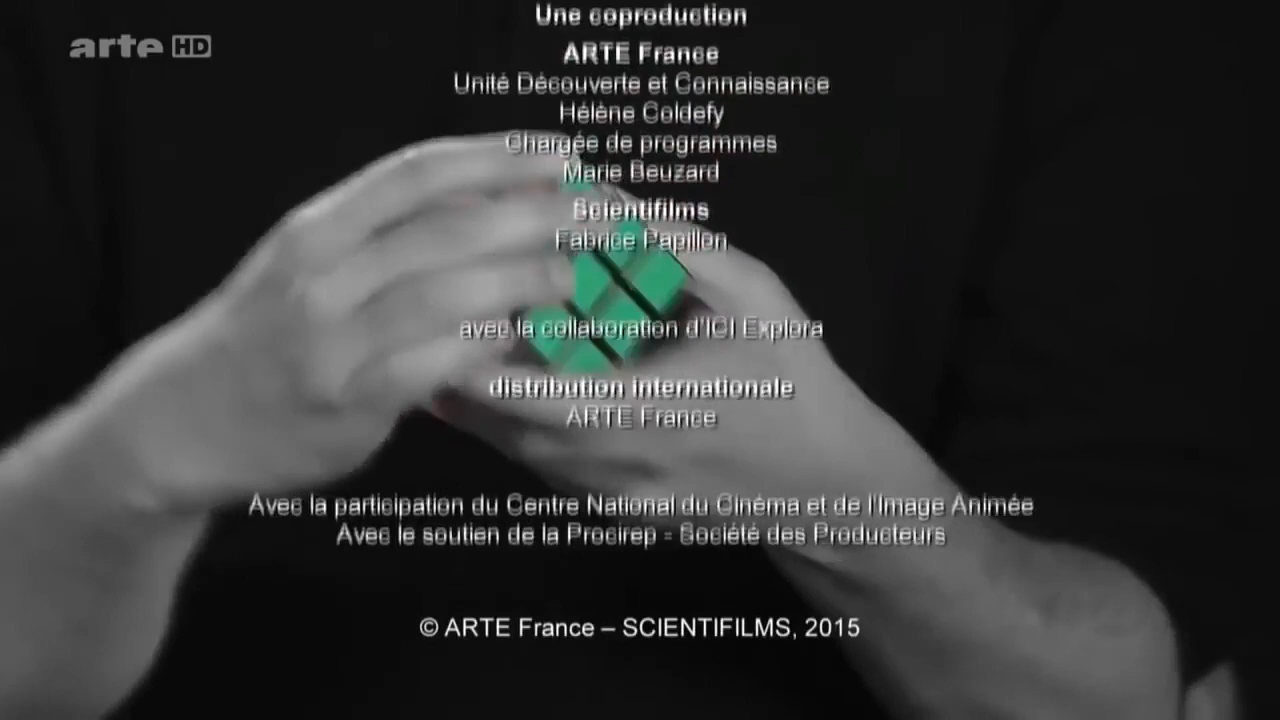 arte HD
Une coproduction
ARTE France
Unité Découverte et Connaissance
Hélène Coldefy
Chargée de programmes
Marie Beuzard
Scientifilms
Fabrice Papillon
avec la collaboration d'ICI Explora
distribution internationale
ARTE France
Avec la participation du Centre National du Cinéma et de l'Image Animée
Avec le soutien de la Procirep - Société des Producteurs
© ARTE France – SCIENTIFILMS, 2015